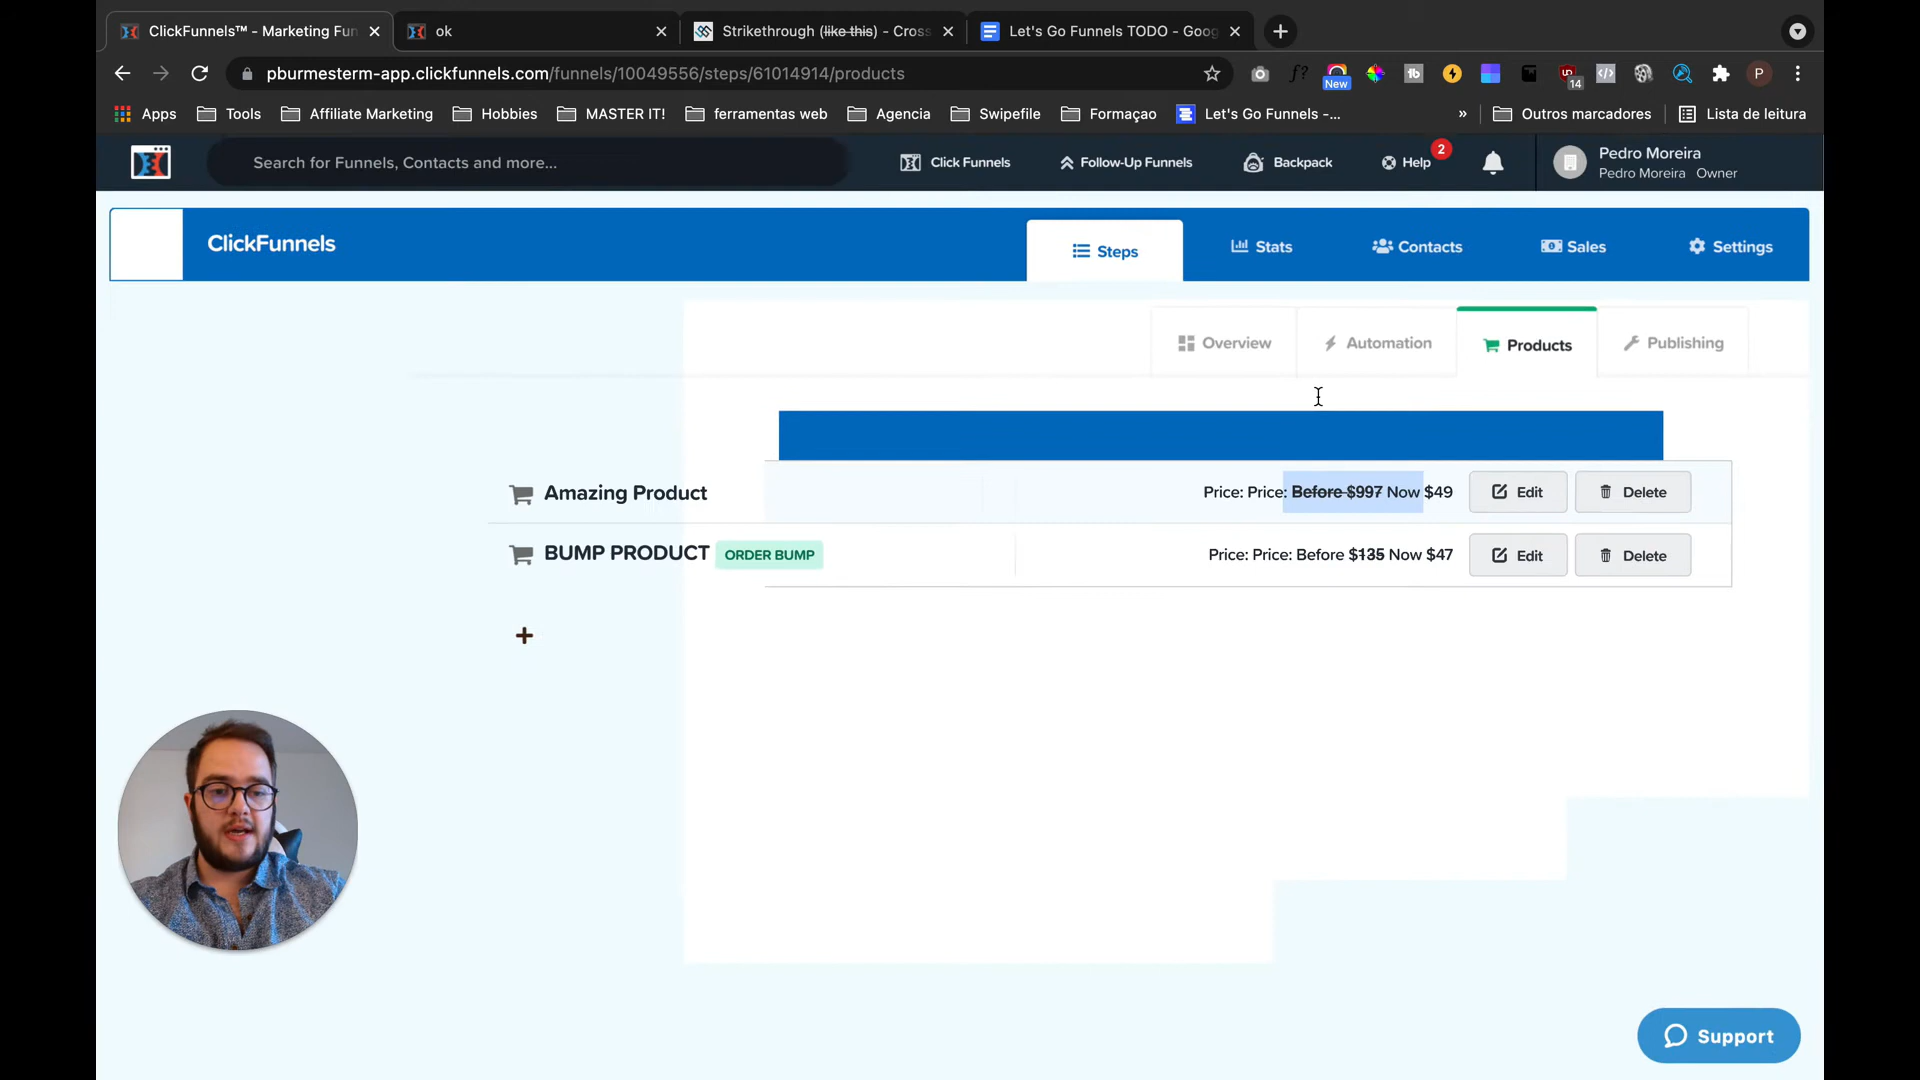 ClickFunnels™ - Marketing Fun
ok
Strikethrough (like this) - Cross
Let's Go Funnels TODO - Goog
pburmesterm-app.clickfunnels.com/funnels/10049556/steps/61014914/products
f?
New
14
P
Apps
Tools
Affiliate Marketing
Hobbies
MASTER IT!
ferramentas web
Agencia
Swipefile
Formaçao
Let's Go Funnels -...
»
Outros marcadores
Lista de leitura
Search for Funnels, Contacts and more...
Click Funnels
Follow-Up Funnels
Backpack
Help
2
Pedro Moreira
Pedro Moreira Owner
ClickFunnels
Steps
Stats
Contacts
Sales
Settings
Overview
Automation
Products
Publishing
Amazing Product
Price: Price: Before $997 Now $49
Edit
Delete
BUMP PRODUCT
ORDER BUMP
Price: Price: Before $135 Now $47
Edit
Delete
Support